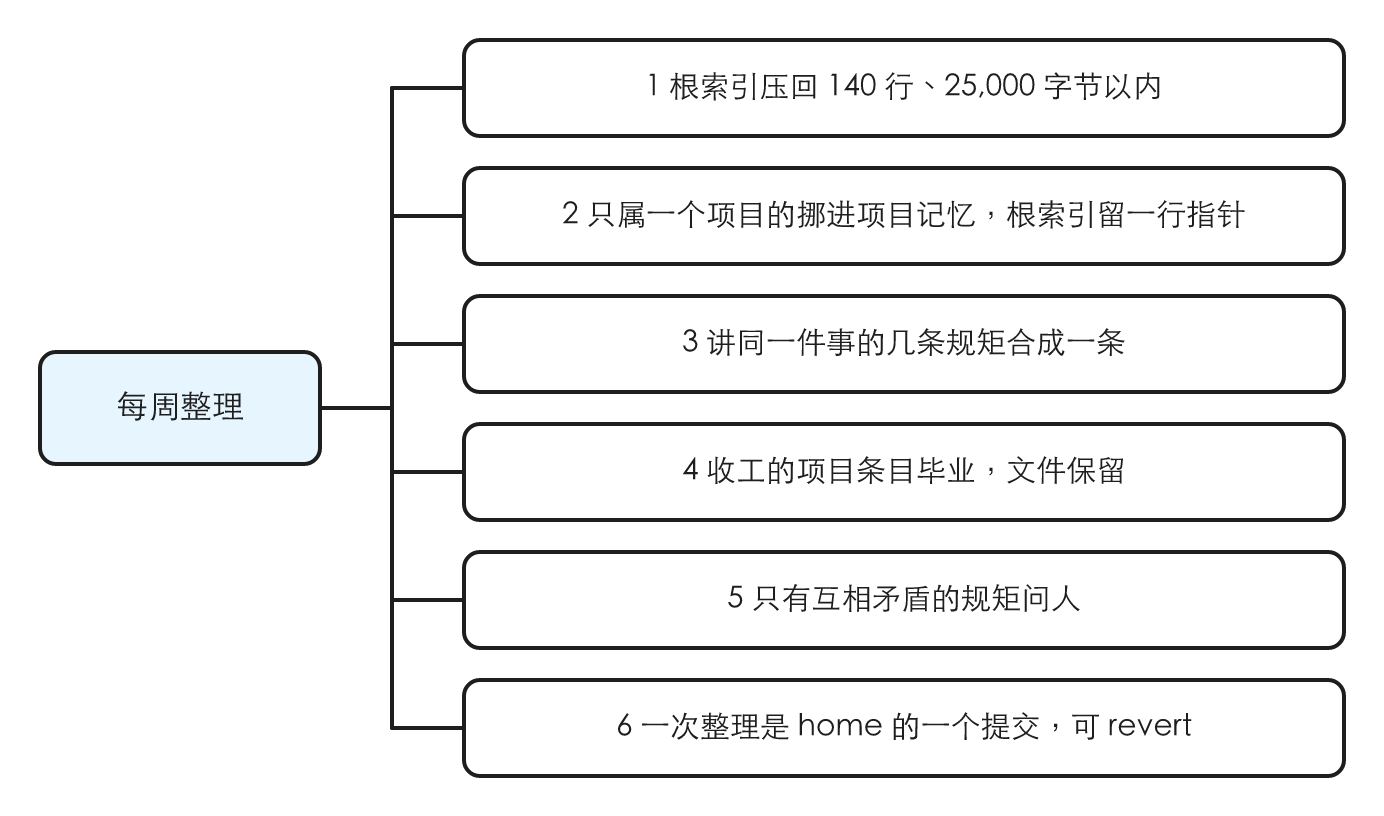 每周整理
1 根索引压回 140 行、25,000 字节以内
2 只属一个项目的挪进项目记忆，根索引留一行指针
3 讲同一件事的几条规矩合成一条
4 收工的项目条目毕业，文件保留
5 只有互相矛盾的规矩问人
6 一次整理是 home 的一个提交，可 revert